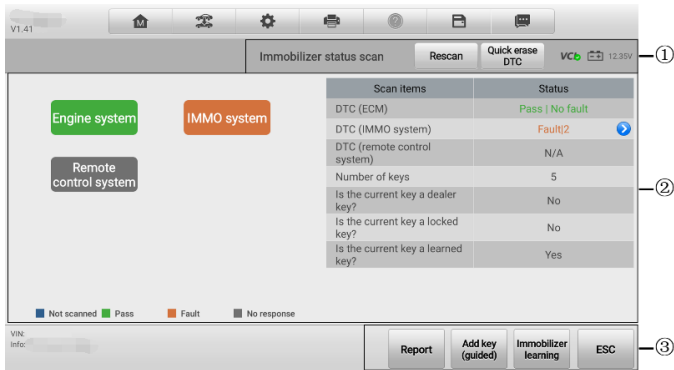 V1.41
M
?
Immobilizer status scan
Rescan
Quick erase
DTC
VCb
12.35V
①
Engine system
IMMO system
Remote
control system
Scan items Status
DTC (ECM) Pass | No fault
DTC (IMMO system) Fault|2
DTC (remote control
system) N/A
Number of keys 5
Is the current key a dealer
key? No
Is the current key a locked
key? No
Is the current key a learned
key? Yes
②
Not scanned Pass Fault No response
VIN:
Info:
Report
Add key
(guided)
Immobilizer
learning
ESC
③